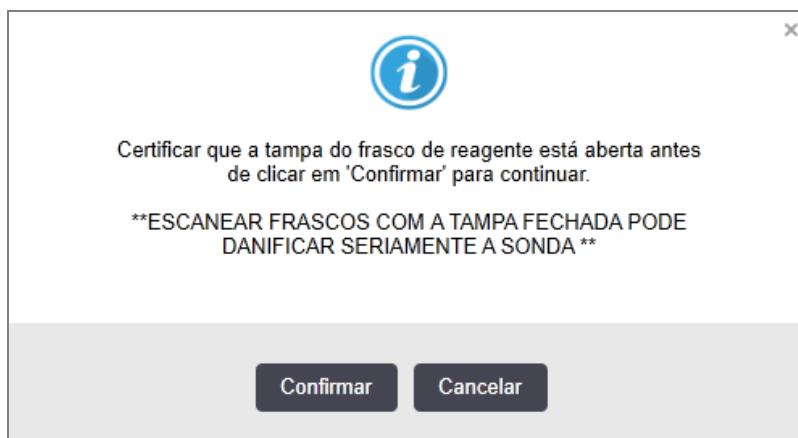 ×
i
Certificar que a tampa do frasco de reagente está aberta antes
de clicar em 'Confirmar' para continuar.
**ESCANEAR FRASCOS COM A TAMPA FECHADA PODE
DANIFICAR SERIAMENTE A SONDA **
Confirmar Cancelar